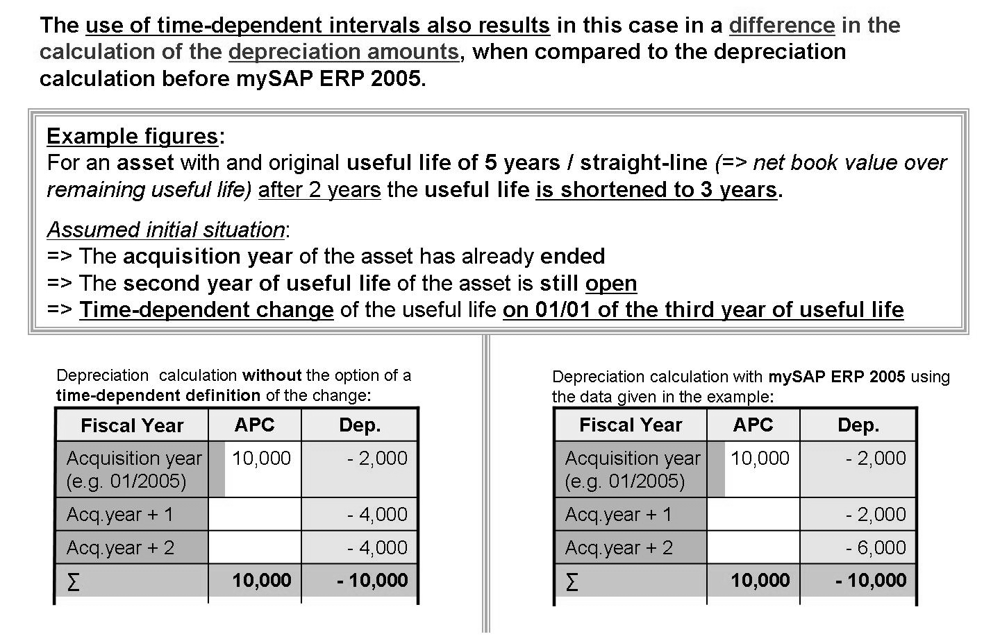 The use of time-dependent intervals also results in this case in a difference in the
calculation of the depreciation amounts, when compared to the depreciation
calculation before mySAP ERP 2005.
Example figures:
For an asset with and original useful life of 5 years / straight-line (=> net book value over
remaining useful life) after 2 years the useful life is shortened to 3 years.
Assumed initial situation:
=> The acquisition year of the asset has already ended
=> The second year of useful life of the asset is still open
=> Time-dependent change of the useful life on 01/01 of the third year of useful life
Depreciation calculation without the option of a
time-dependent definition of the change:
Fiscal Year APC Dep.
Acquisition year 10,000 - 2,000
(e.g. 01/2005)
Acq.year + 1 - 4,000
Acq.year + 2 - 4,000
∑ 10,000 - 10,000
Depreciation calculation with mySAP ERP 2005 using
the data given in the example:
Fiscal Year APC Dep.
Acquisition year 10,000 - 2,000
(e.g. 01/2005)
Acq.year + 1 - 2,000
Acq.year + 2 - 6,000
∑ 10,000 - 10,000